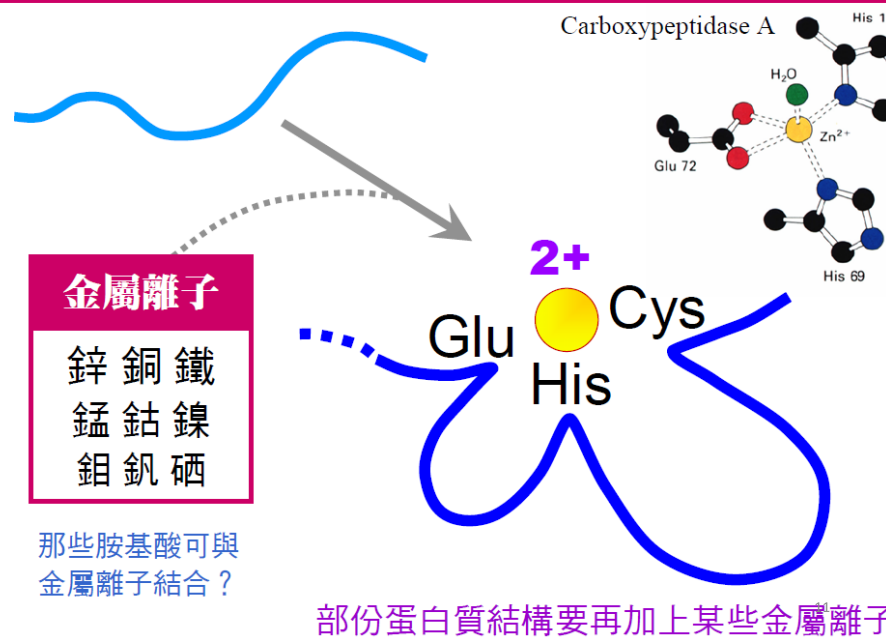 Carboxypeptidase A
His 1
H₂O
Zn²⁺
Glu 72
His 69
2+
金屬離子
Glu
Cys
His
鋅 銅 鐵
錳 鈷 鎳
鉬 釩 硒
那些胺基酸可與
金屬離子結合？
部份蛋白質結構要再加上某些金屬離子
11